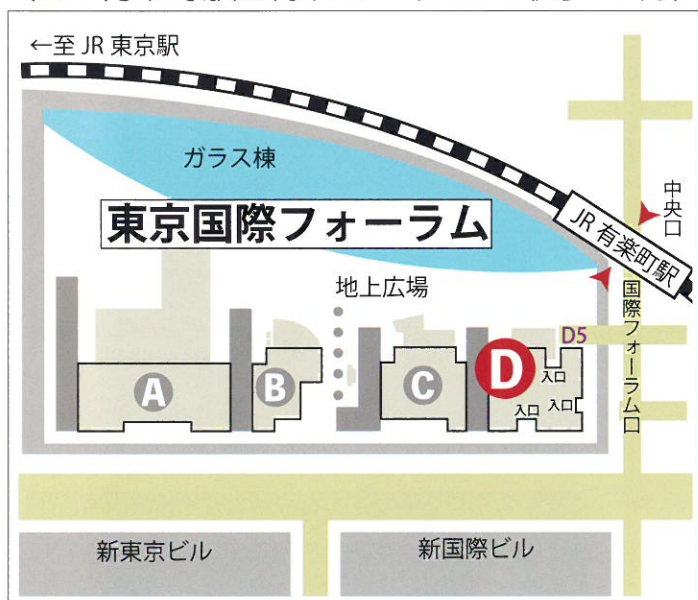 ←至 JR 東京駅
ガラス棟
東京国際フォーラム
中央口
JR 有楽町駅
地上広場
国際フォーラム口
D5
A
B
C
D
入口
入口
入口
新東京ビル
新国際ビル